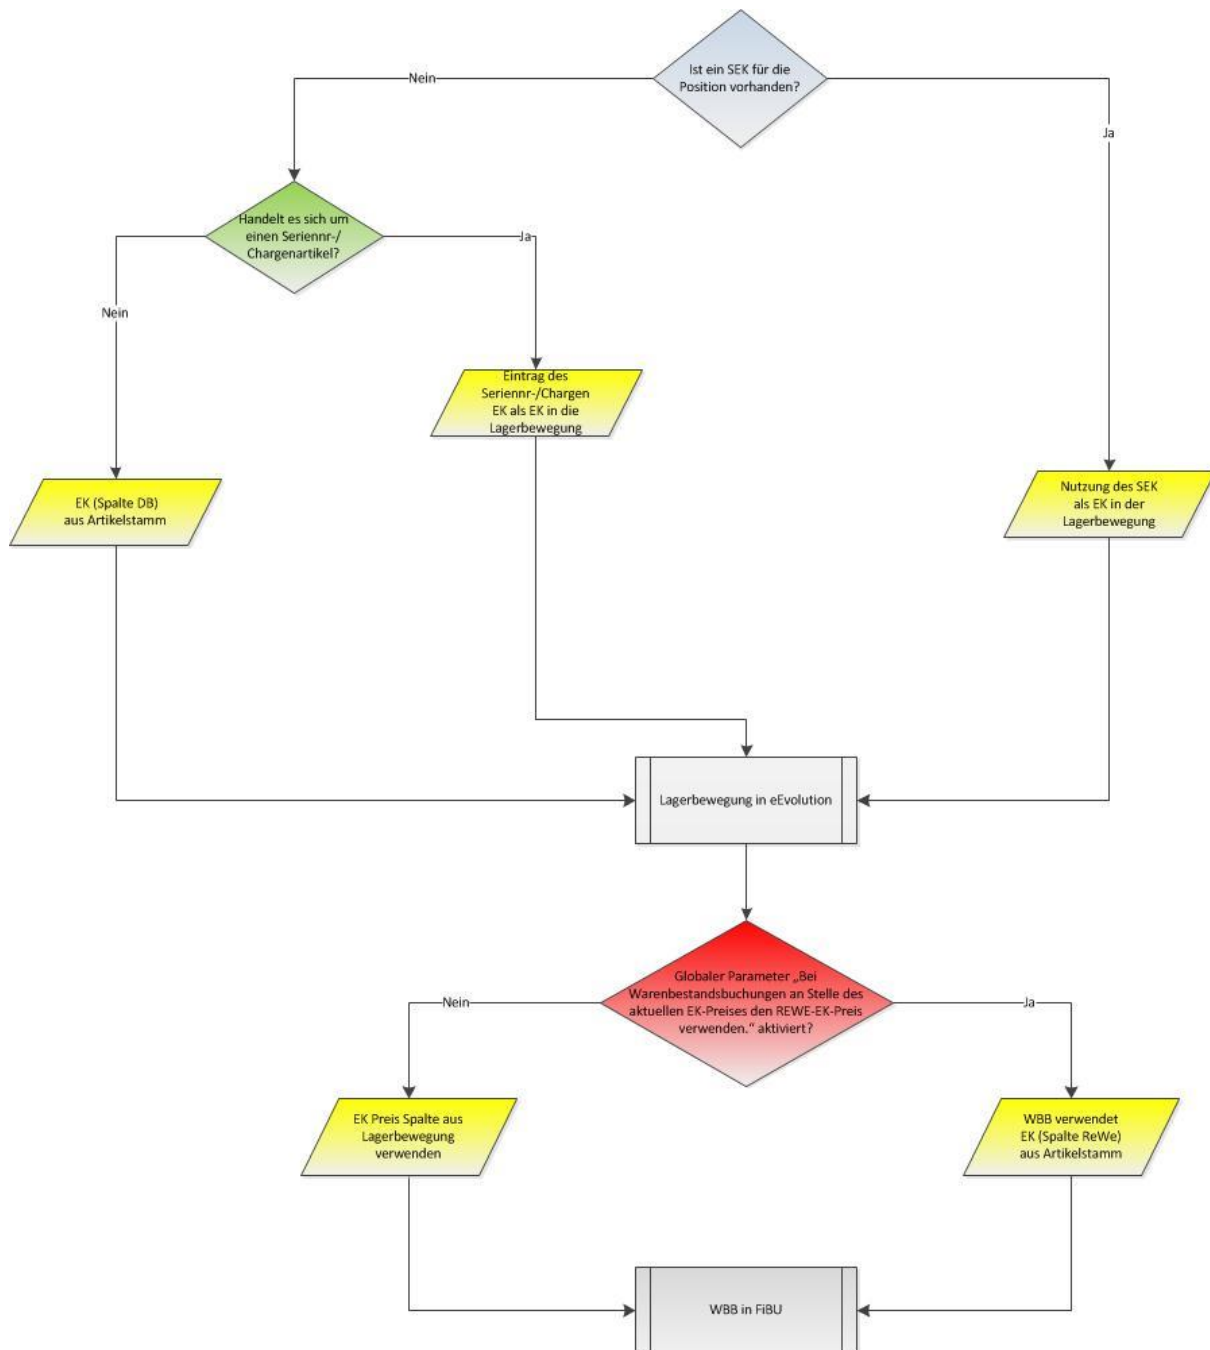 Ist ein SEK für die
Position vorhanden?
Nein
Ja
Handelt es sich um
einen Seriennr-/
Chargenartikel?
Ja
Nein
Eintrag des
Seriennr-/Chargen
EK als EK in die
Lagerbewegung
EK (Spalte DB)
aus Artikelstamm
Nutzung des SEK
als EK in der
Lagerbewegung
Lagerbewegung in eEvolution
Globaler Parameter „Bei
Warenbestandsbuchungen an Stelle des
aktuellen EK-Preises den REWE-EK-Preis
verwenden.“ aktiviert?
Nein
Ja
EK Preis Spalte aus
Lagerbewegung
verwenden
WBB verwendet
EK (Spalte ReWe)
aus Artikelstamm
WBB in FiBU